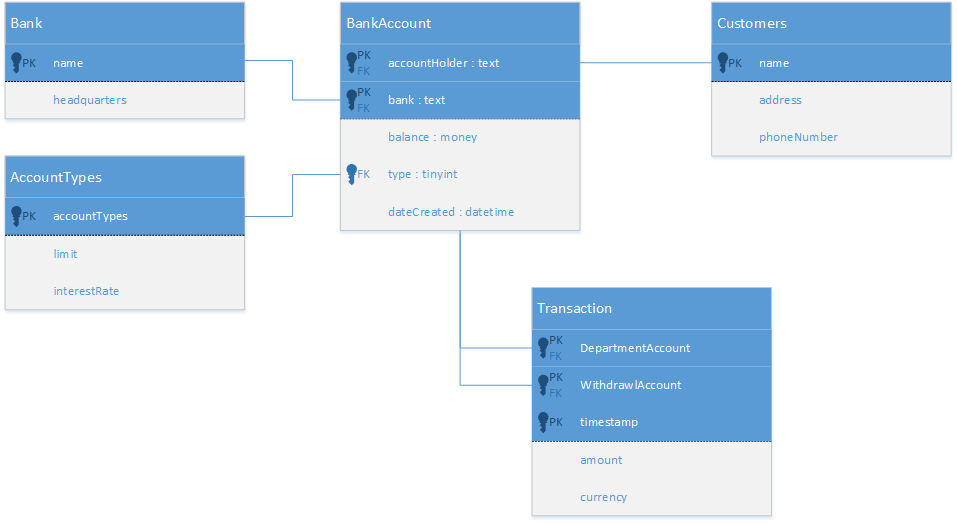 Bank
PK name
headquarters
AccountTypes
PK accountTypes
limit
interestRate
BankAccount
PK
FK
accountHolder : text
PK
FK
bank : text
balance : money
FK type : tinyint
dateCreated : datetime
Customers
PK name
address
phoneNumber
Transaction
PK
FK
DepartmentAccount
PK
FK
WithdrawlAccount
PK timestamp
amount
currency